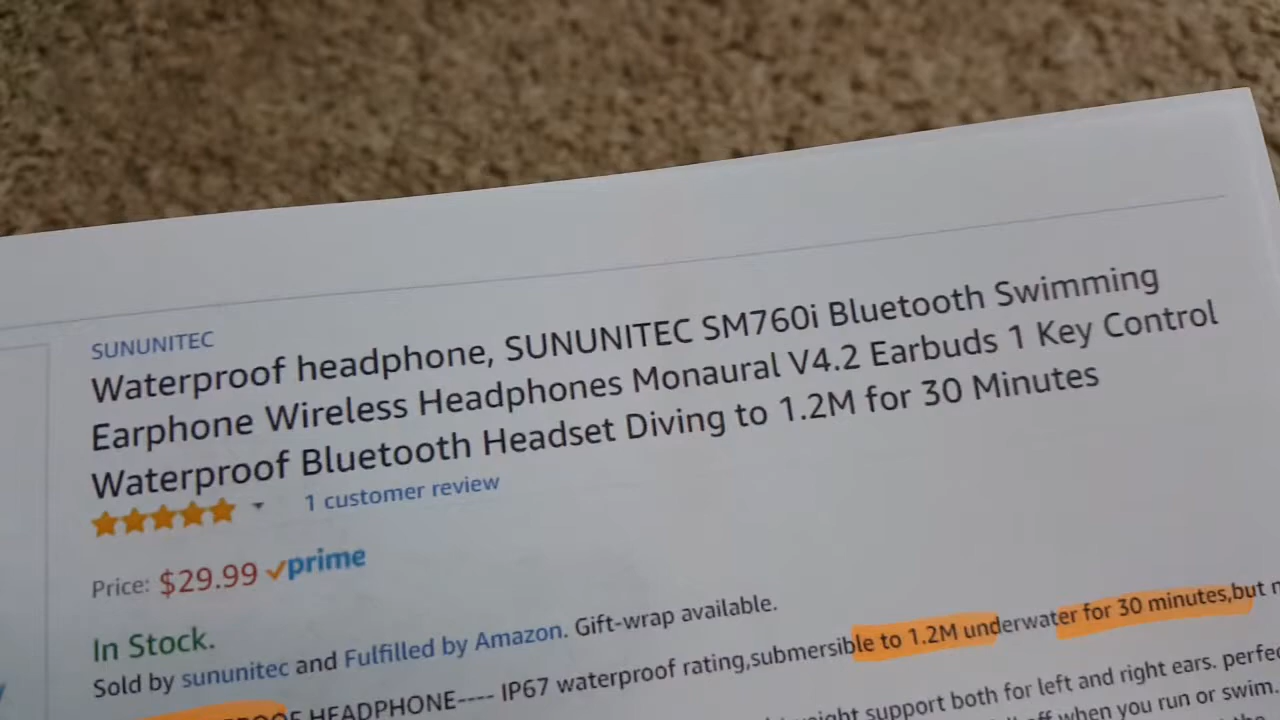 SUNUNITEC
Waterproof headphone, SUNUNITEC SM760i Bluetooth Swimming
Earphone Wireless Headphones Monaural V4.2 Earbuds 1 Key Control
Waterproof Bluetooth Headset Diving to 1.2M for 30 Minutes
1 customer review
Price: $29.99 prime
In Stock.
Sold by sununitec and Fulfilled by Amazon. Gift-wrap available.
HEADPHONE---- IP67 waterproof rating,submersible to 1.2M underwater for 30 minutes,but
support both for left and right ears.
when you run or swim.